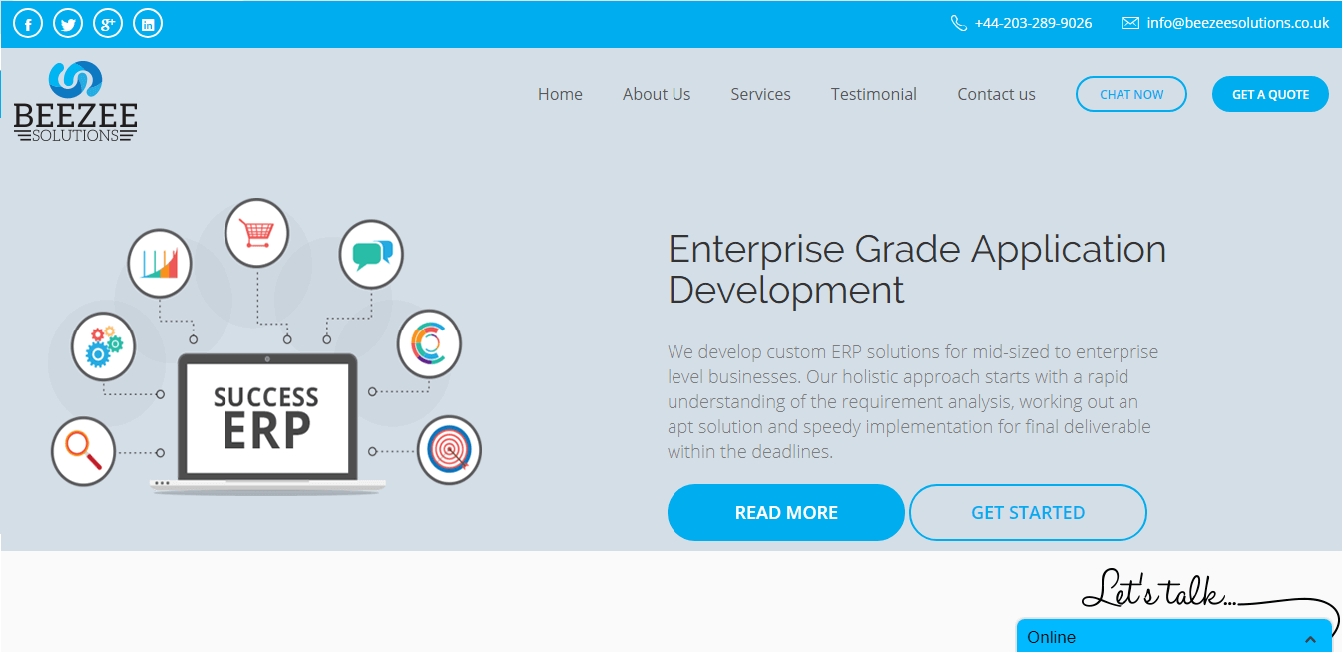 +44-203-289-9026 info@beezeesolutions.co.uk
BEEZEE
SOLUTIONS
Home About Us Services Testimonial Contact us CHAT NOW GET A QUOTE
SUCCESS
ERP
Enterprise Grade Application
Development
We develop custom ERP solutions for mid-sized to enterprise
level businesses. Our holistic approach starts with a rapid
understanding of the requirement analysis, working out an
apt solution and speedy implementation for final deliverable
within the deadlines.
READ MORE GET STARTED
Let's talk...
Online